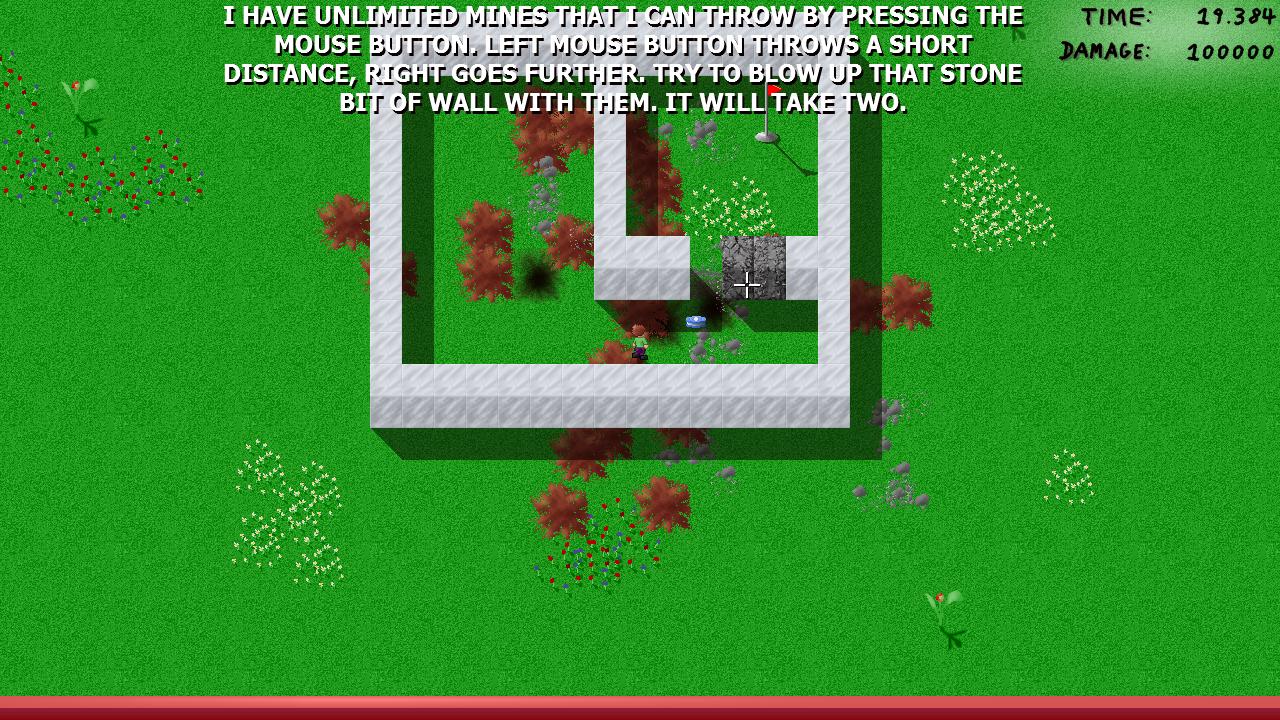 I HAVE UNLIMITED MINES THAT I CAN THROW BY PRESSING THE
MOUSE BUTTON. LEFT MOUSE BUTTON THROWS A SHORT
DISTANCE, RIGHT GOES FURTHER. TRY TO BLOW UP THAT STONE
BIT OF WALL WITH THEM. IT WILL TAKE TWO.
TIME: 19.384
DAMAGE: 100000